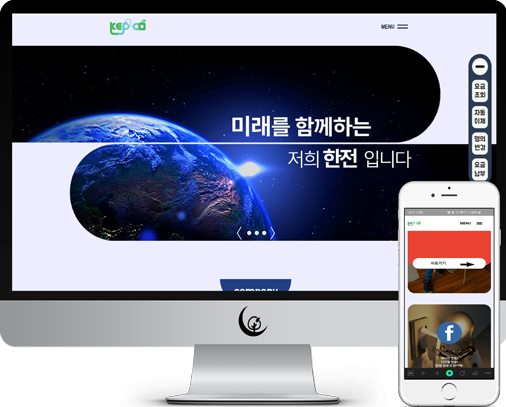 kepco
MENU
요금
조회
자동
이체
명의
변경
요금
납부
미래를 함께하는
저희 한전 입니다
company
MENU
바로가기
f